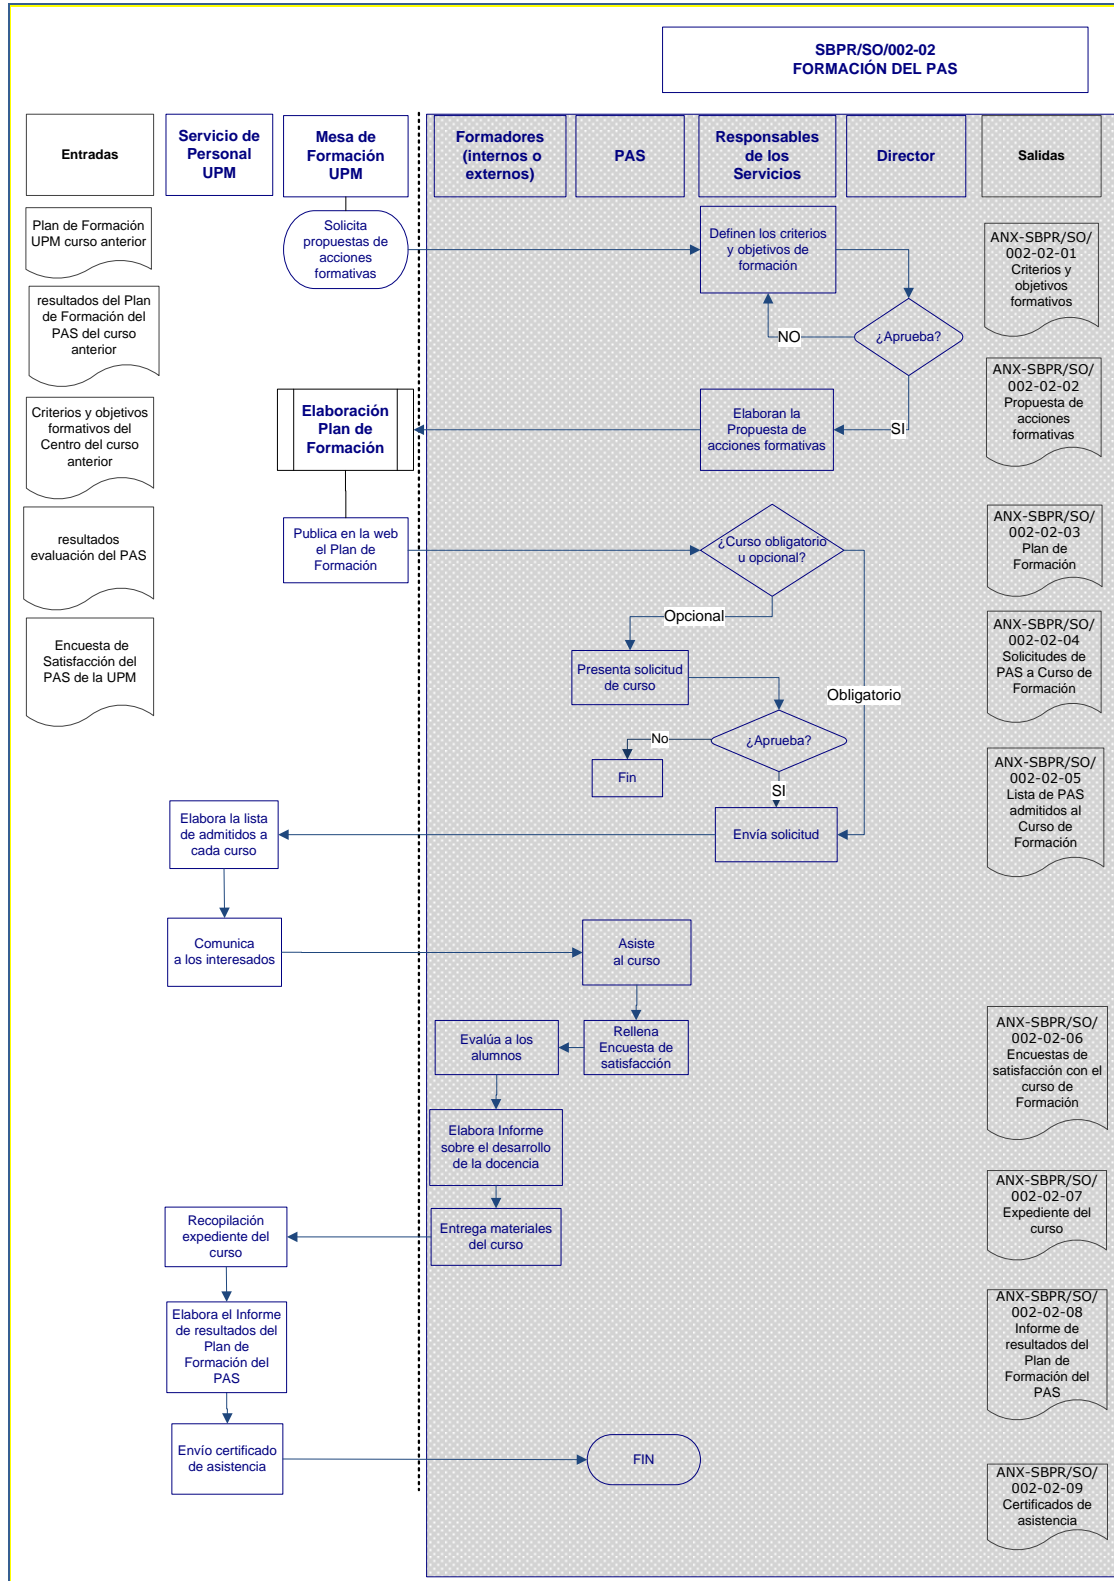 SBPR/SO/002-02
FORMACIÓN DEL PAS
Entradas
Servicio de
Personal
UPM
Mesa de
Formación
UPM
Formadores
(internos o
externos)
PAS
Responsables
de los
Servicios
Director
Salidas
Plan de Formación
UPM curso anterior
Solicita
propuestas de
acciones
formativas
Definen los criterios
y objetivos de
formación
ANX-SBPR/SO/
002-02-01
Criterios y
objetivos
formativos
resultados del Plan
de Formación del
PAS del curso
anterior
¿Aprueba?
NO
SI
ANX-SBPR/SO/
002-02-02
Propuesta de
acciones
formativas
Criterios y objetivos
formativos del
Centro del curso
anterior
Elaboración
Plan de
Formación
Elaboran la
Propuesta de
acciones formativas
resultados
evaluación del PAS
Publica en la web
el Plan de
Formación
¿Curso obligatorio
u opcional?
ANX-SBPR/SO/
002-02-03
Plan de
Formación
Opcional
Encuesta de
Satisfacción del
PAS de la UPM
Presenta solicitud
de curso
Obligatorio
ANX-SBPR/SO/
002-02-04
Solicitudes de
PAS a Curso de
Formación
¿Aprueba?
No
Fin
SI
ANX-SBPR/SO/
002-02-05
Lista de PAS
admitidos al
Curso de
Formación
Elabora la lista
de admitidos a
cada curso
Envía solicitud
Comunica
a los interesados
Asiste
al curso
Evalúa a los
alumnos
Rellena
Encuesta de
satisfacción
ANX-SBPR/SO/
002-02-06
Encuestas de
satisfacción con el
curso de
Formación
Elabora Informe
sobre el desarrollo
de la docencia
Recopilación
expediente del
curso
Entrega materiales
del curso
ANX-SBPR/SO/
002-02-07
Expediente del
curso
Elabora el Informe
de resultados del
Plan de
Formación del
PAS
ANX-SBPR/SO/
002-02-08
Informe de
resultados del
Plan de
Formación del
PAS
Envío certificado
de asistencia
FIN
ANX-SBPR/SO/
002-02-09
Certificados de
asistencia